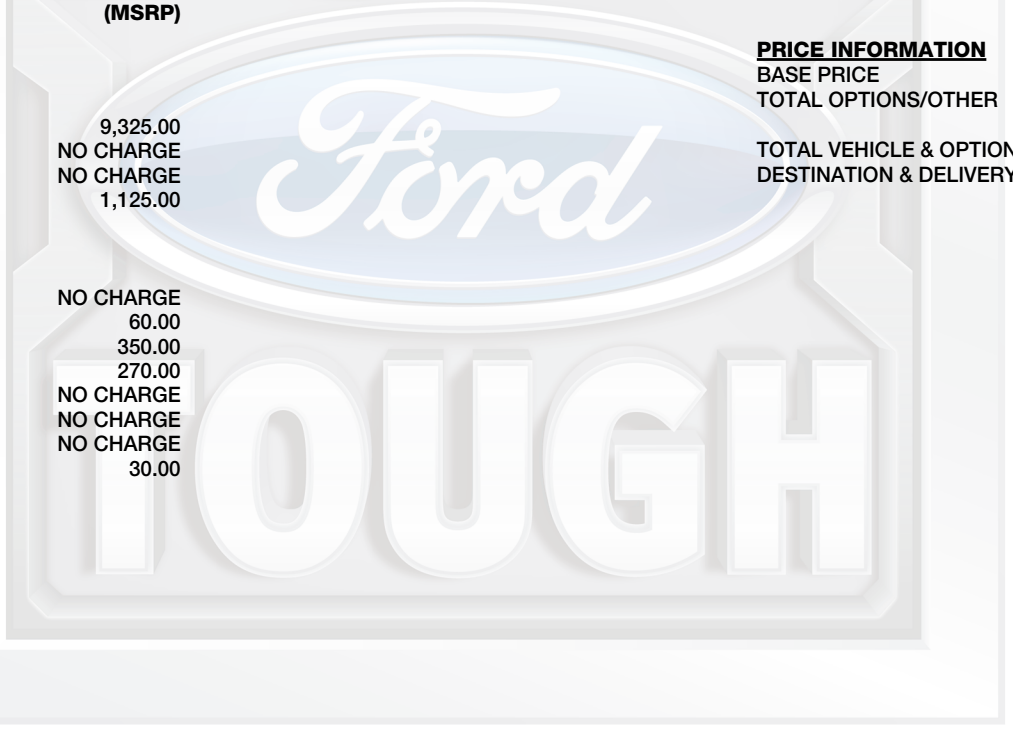 (MSRP)
9,325.00
NO CHARGE
NO CHARGE
1,125.00
NO CHARGE
60.00
350.00
270.00
NO CHARGE
NO CHARGE
NO CHARGE
30.00
PRICE INFORMATION
BASE PRICE
TOTAL OPTIONS/OTHER
TOTAL VEHICLE & OPTION
DESTINATION & DELIVERY
Ford
TOUGH